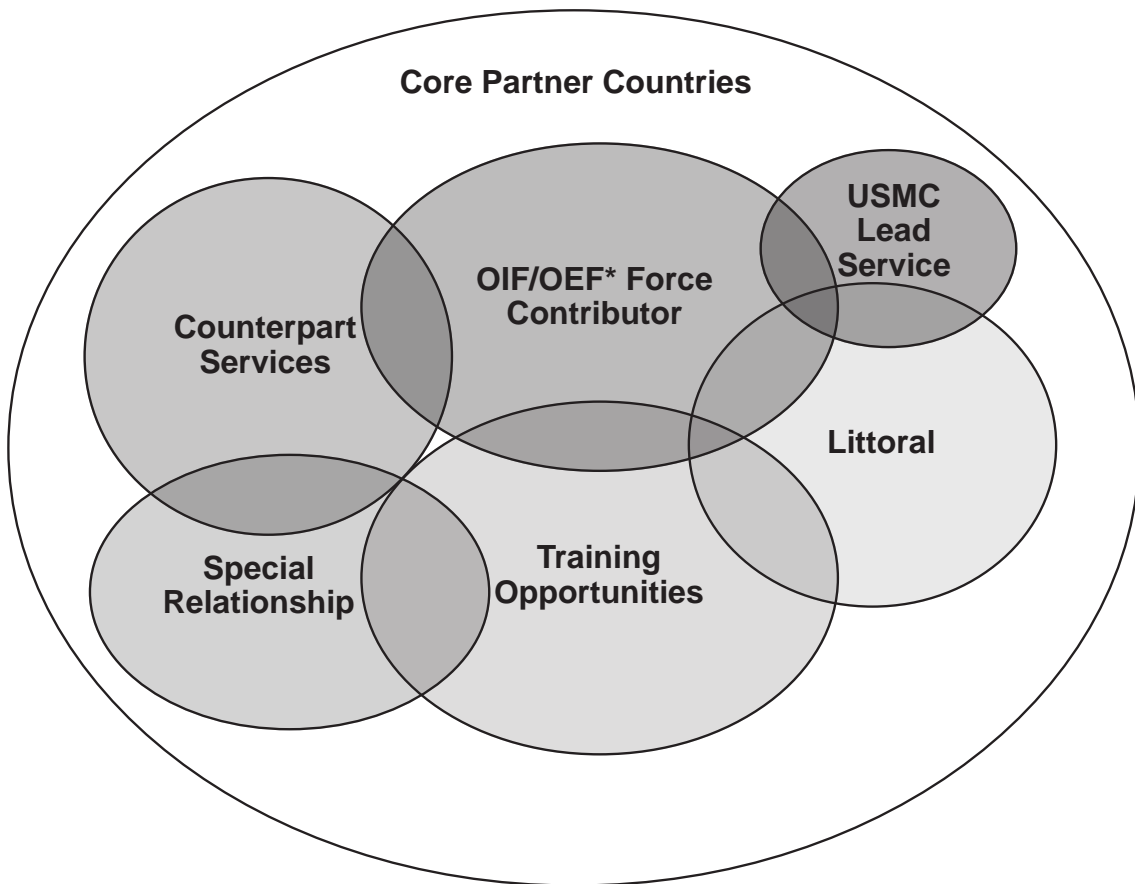 Core Partner Countries
USMC
Lead
Service
OIF/OEF* Force
Contributor
Counterpart
Services
Littoral
Special
Relationship
Training
Opportunities